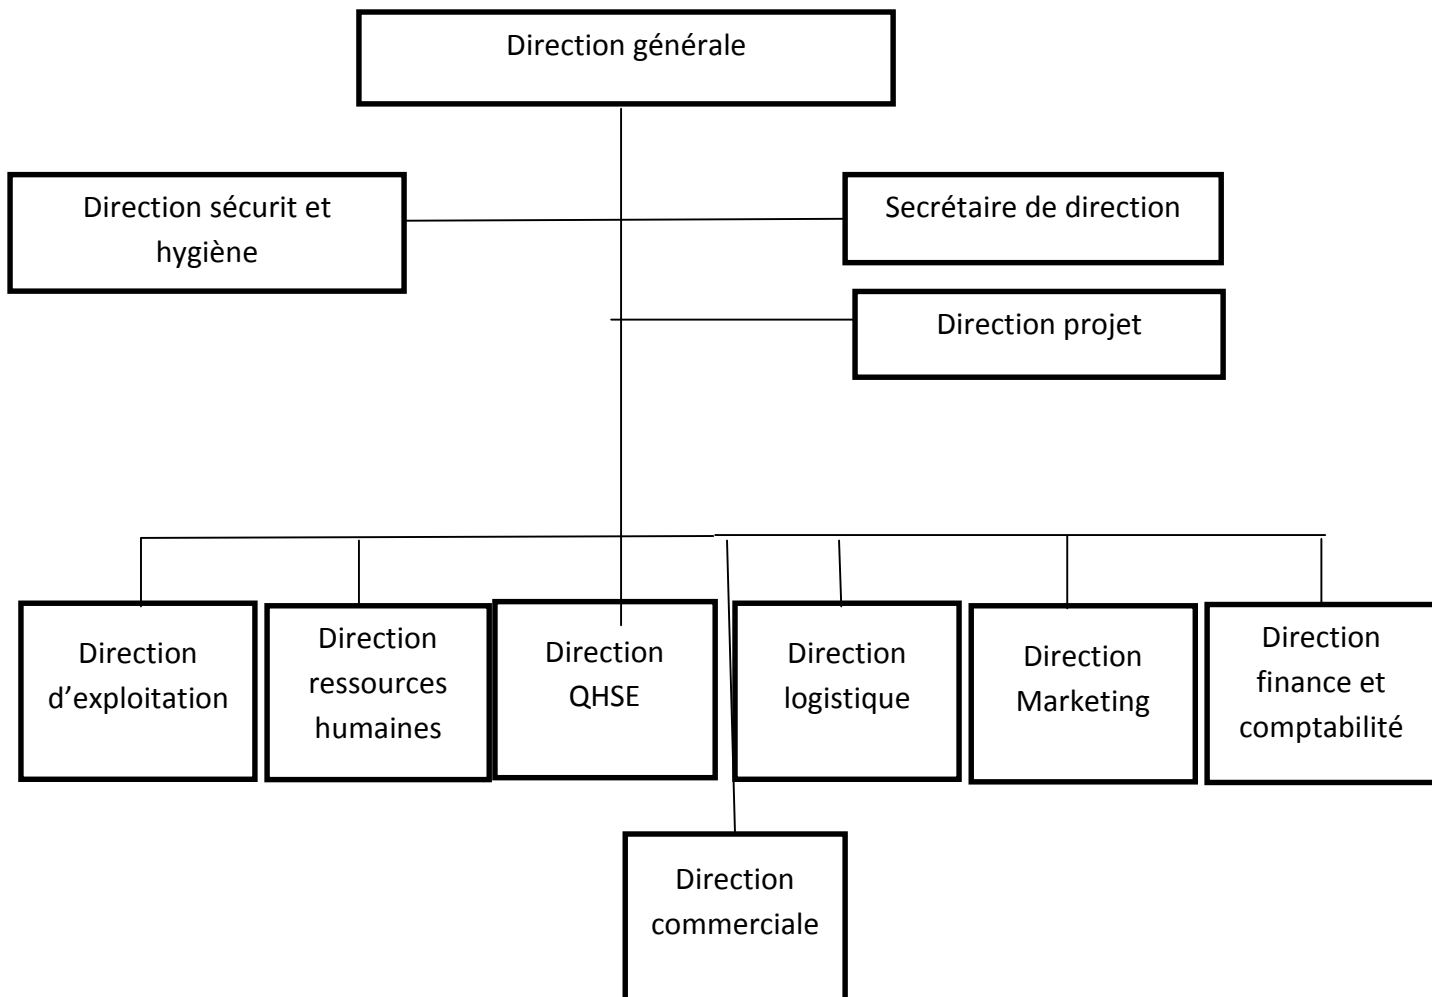 Direction générale
Direction sécurit et
hygiène
Secrétaire de direction
Direction projet
Direction
d’exploitation
Direction
ressources
humaines
Direction
QHSE
Direction
logistique
Direction
Marketing
Direction
finance et
comptabilité
Direction
commerciale